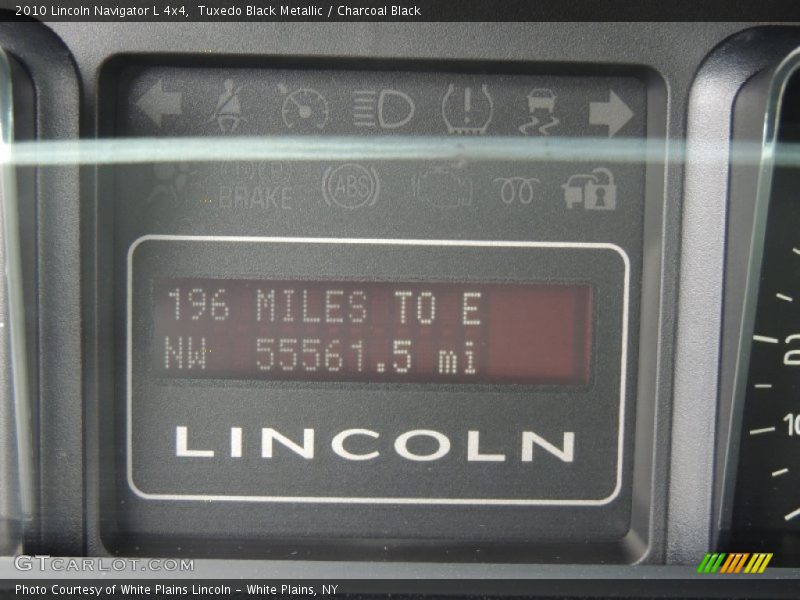 2010 Lincoln Navigator L 4x4,  Tuxedo Black Metallic / Charcoal Black
BRAKE
ABS
196 MILES TO E
NW 55561.5 mi
LINCOLN
10
GTCARLOT.COM
Photo Courtesy of White Plains Lincoln - White Plains, NY